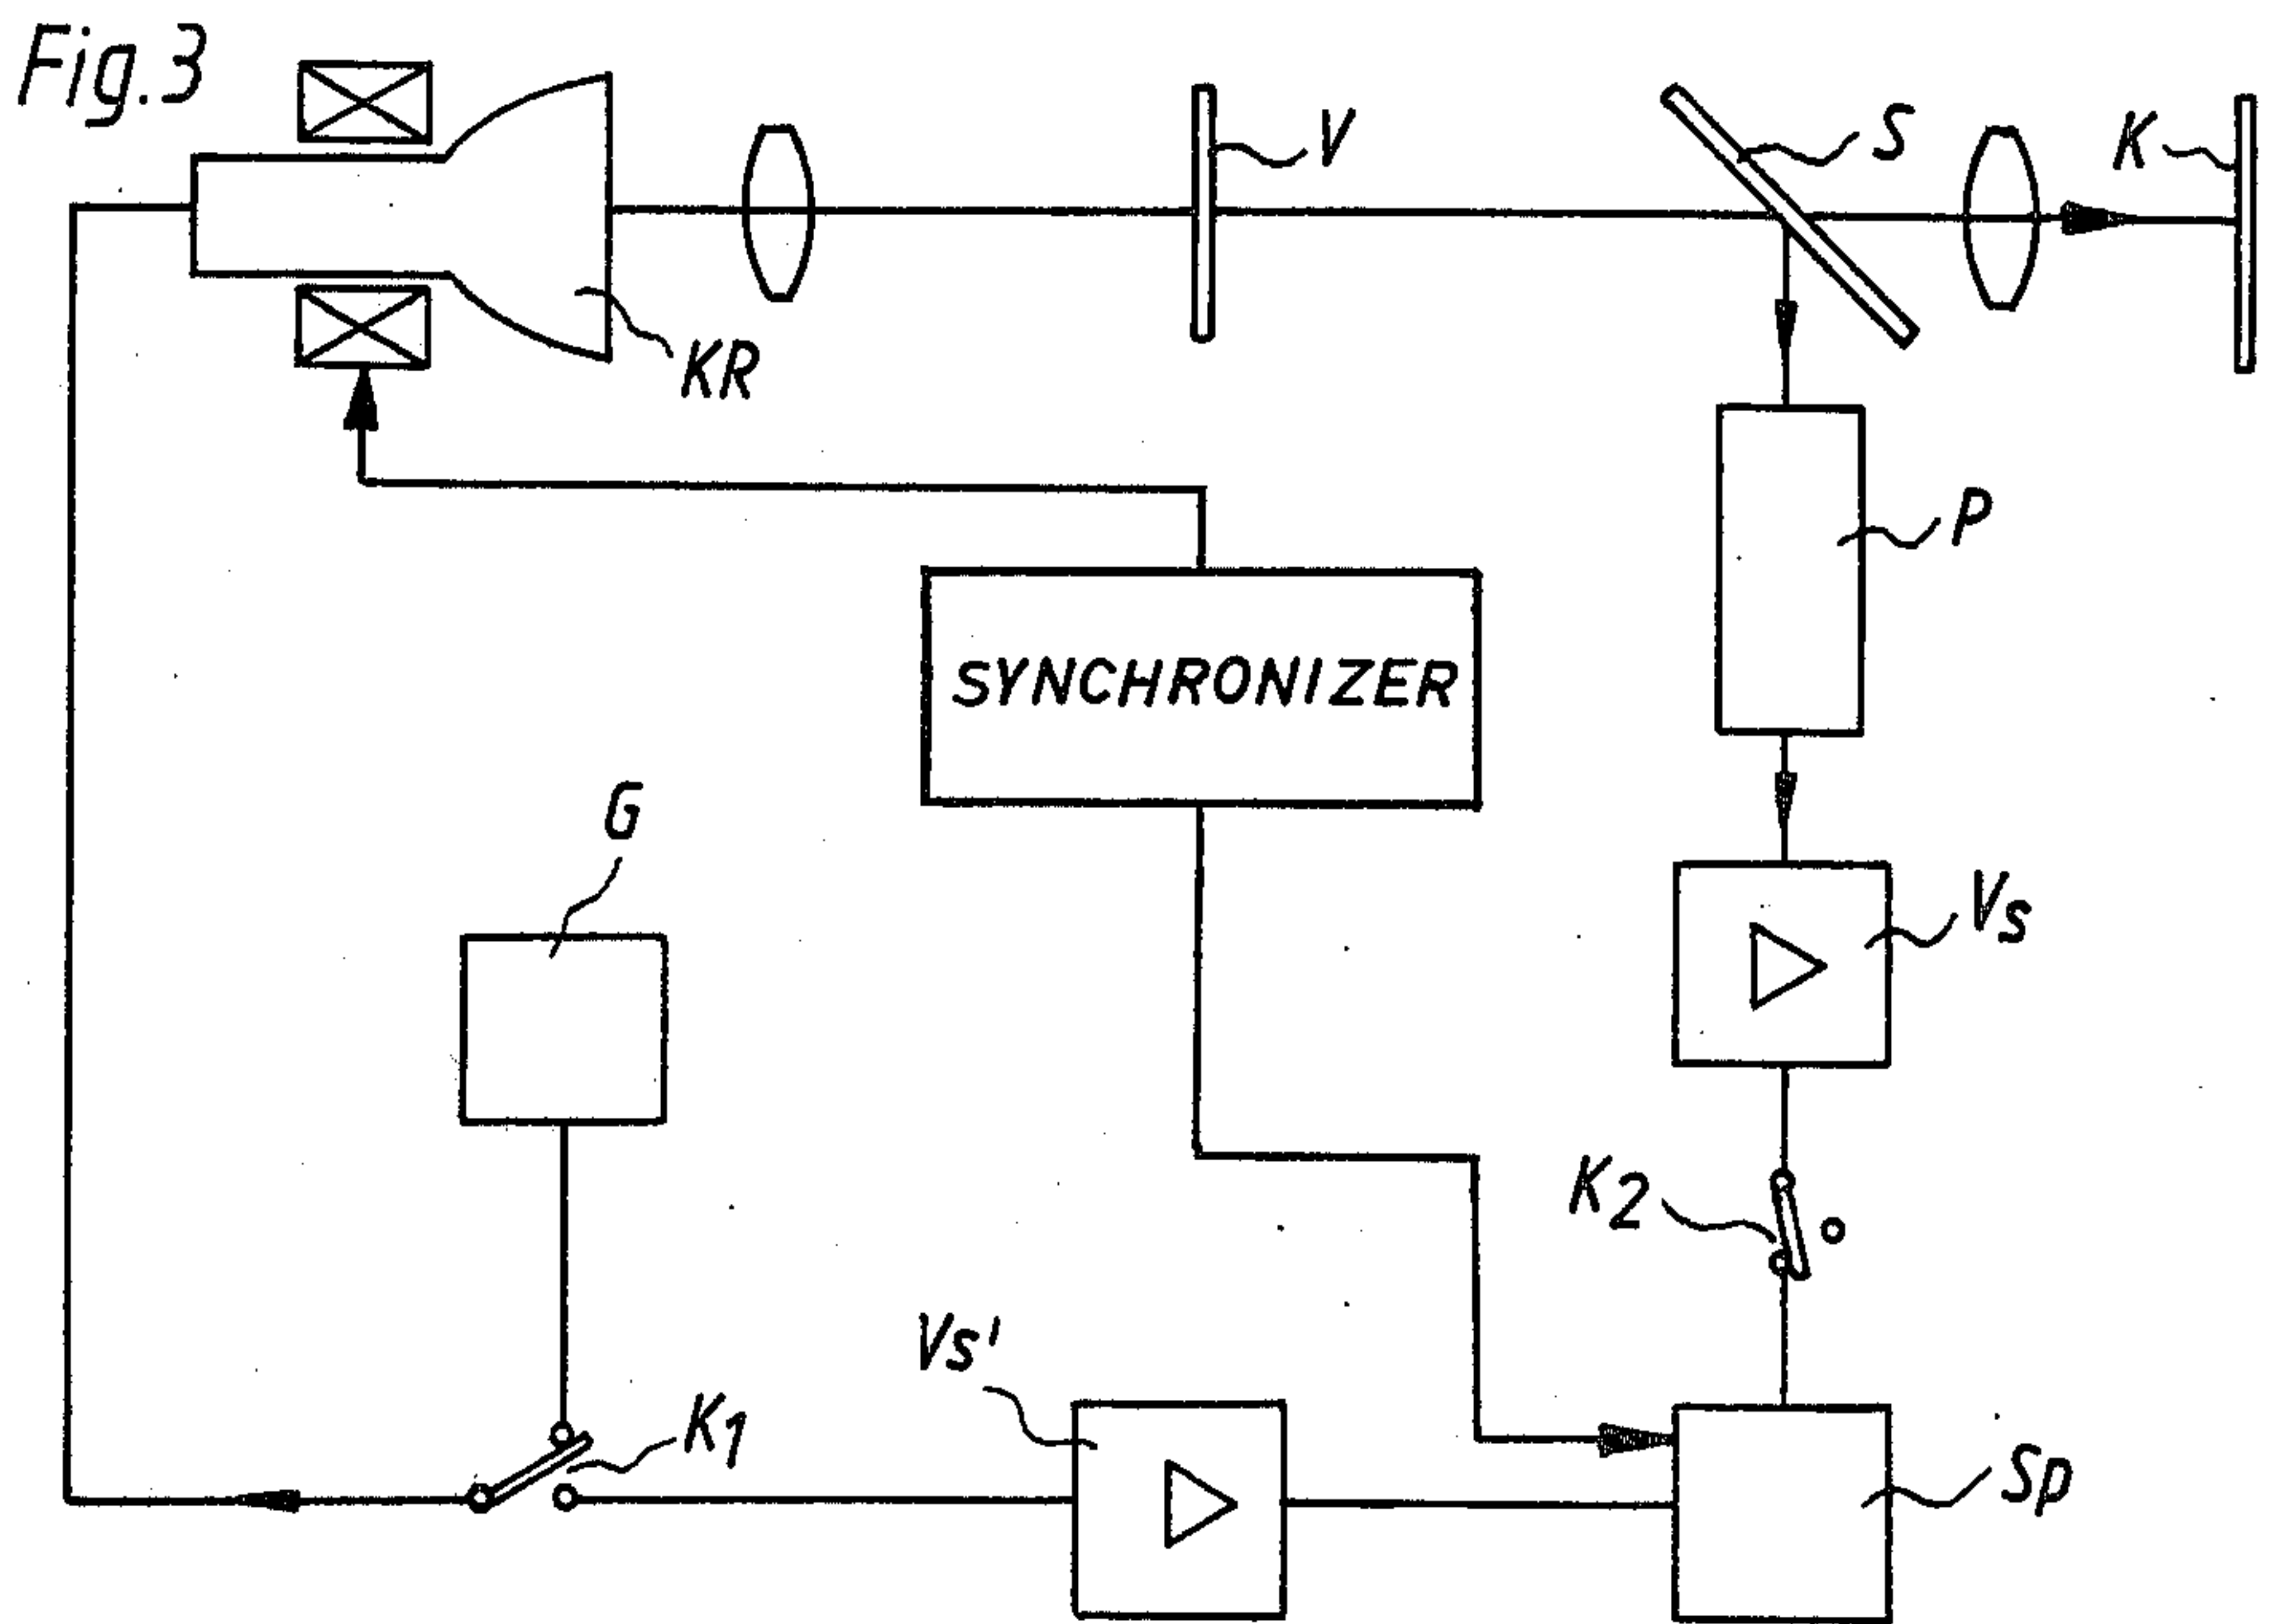 Fig.3
V
S
K
KR
P
SYNCHRONIZER
G
Vs
K2
Vs'
K1
Sp